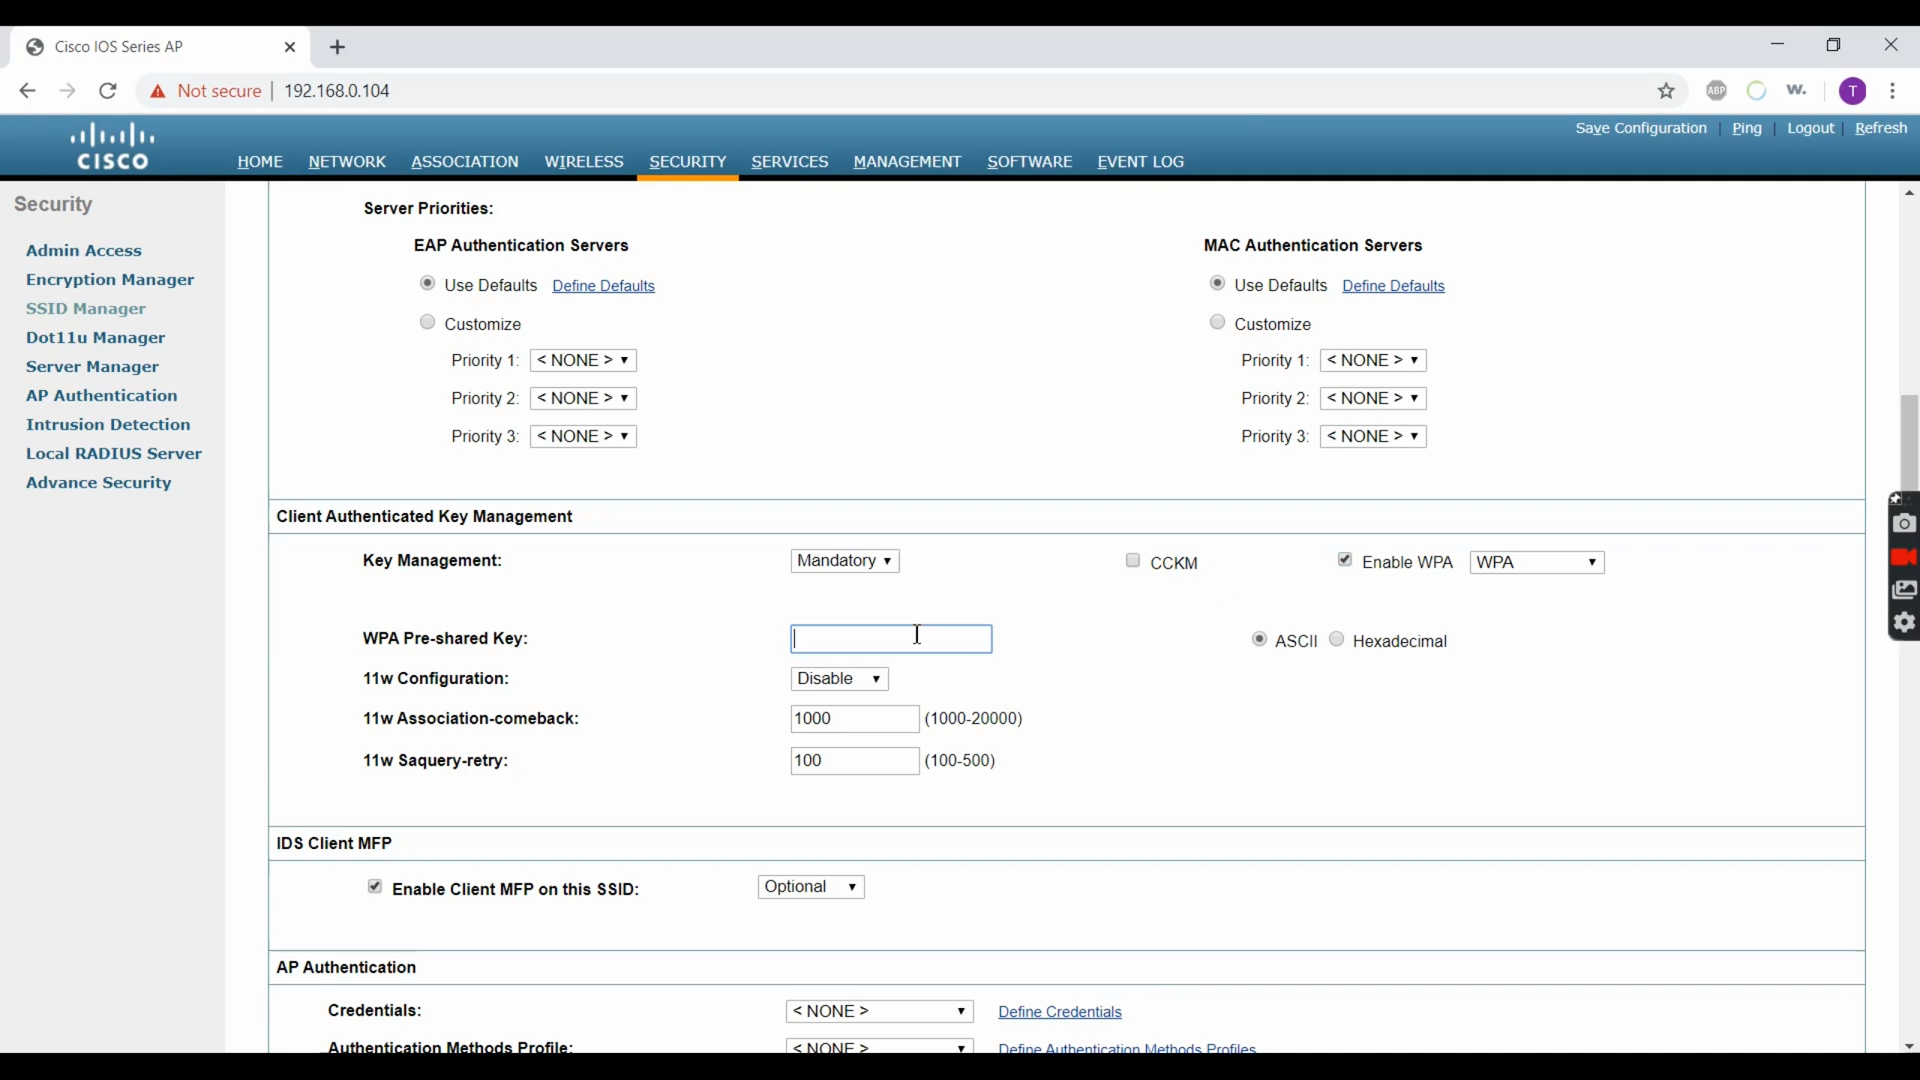 Cisco IOS Series AP
Not secure 192.168.0.104
ABP W. T
Save Configuration Ping Logout Refresh
CISCO
HOME NETWORK ASSOCIATION WIRELESS SECURITY SERVICES MANAGEMENT SOFTWARE EVENT LOG
Security
Admin Access
Encryption Manager
SSID Manager
Dot11u Manager
Server Manager
AP Authentication
Intrusion Detection
Local RADIUS Server
Advance Security
Server Priorities:
EAP Authentication Servers MAC Authentication Servers
Use Defaults Define Defaults Use Defaults Define Defaults
Customize Customize
Priority 1: < NONE > Priority 1: < NONE >
Priority 2: < NONE > Priority 2: < NONE >
Priority 3: < NONE > Priority 3: < NONE >
Client Authenticated Key Management
Key Management: Mandatory CCKM Enable WPA WPA
WPA Pre-shared Key: ASCII Hexadecimal
11w Configuration: Disable
11w Association-comeback: 1000 (1000-20000)
11w Saquery-retry: 100 (100-500)
IDS Client MFP
Enable Client MFP on this SSID: Optional
AP Authentication
Credentials: < NONE > Define Credentials
Authentication Methods Profile: < NONE > Define Authentication Methods Profiles